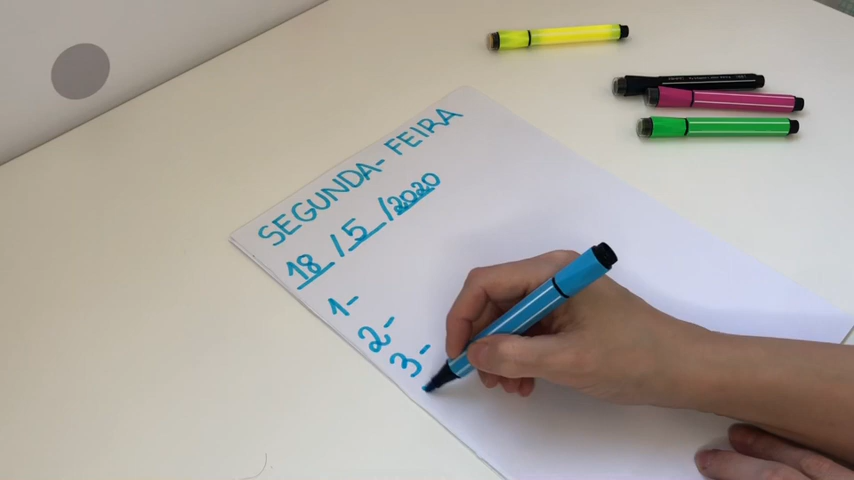 SEGUNDA-FEIRA
18/5/2020
1-
2-
3-